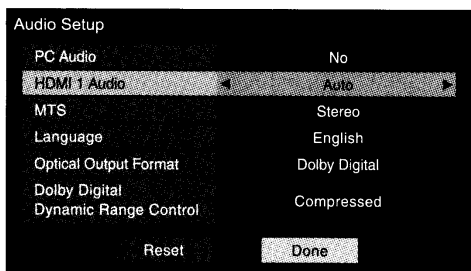 Audio Setup
PC Audio No
HDMI 1 Audio Auto
MTS Stereo
Language English
Optical Output Format Dolby Digital
Dolby Digital
Dynamic Range Control Compressed
Reset Done